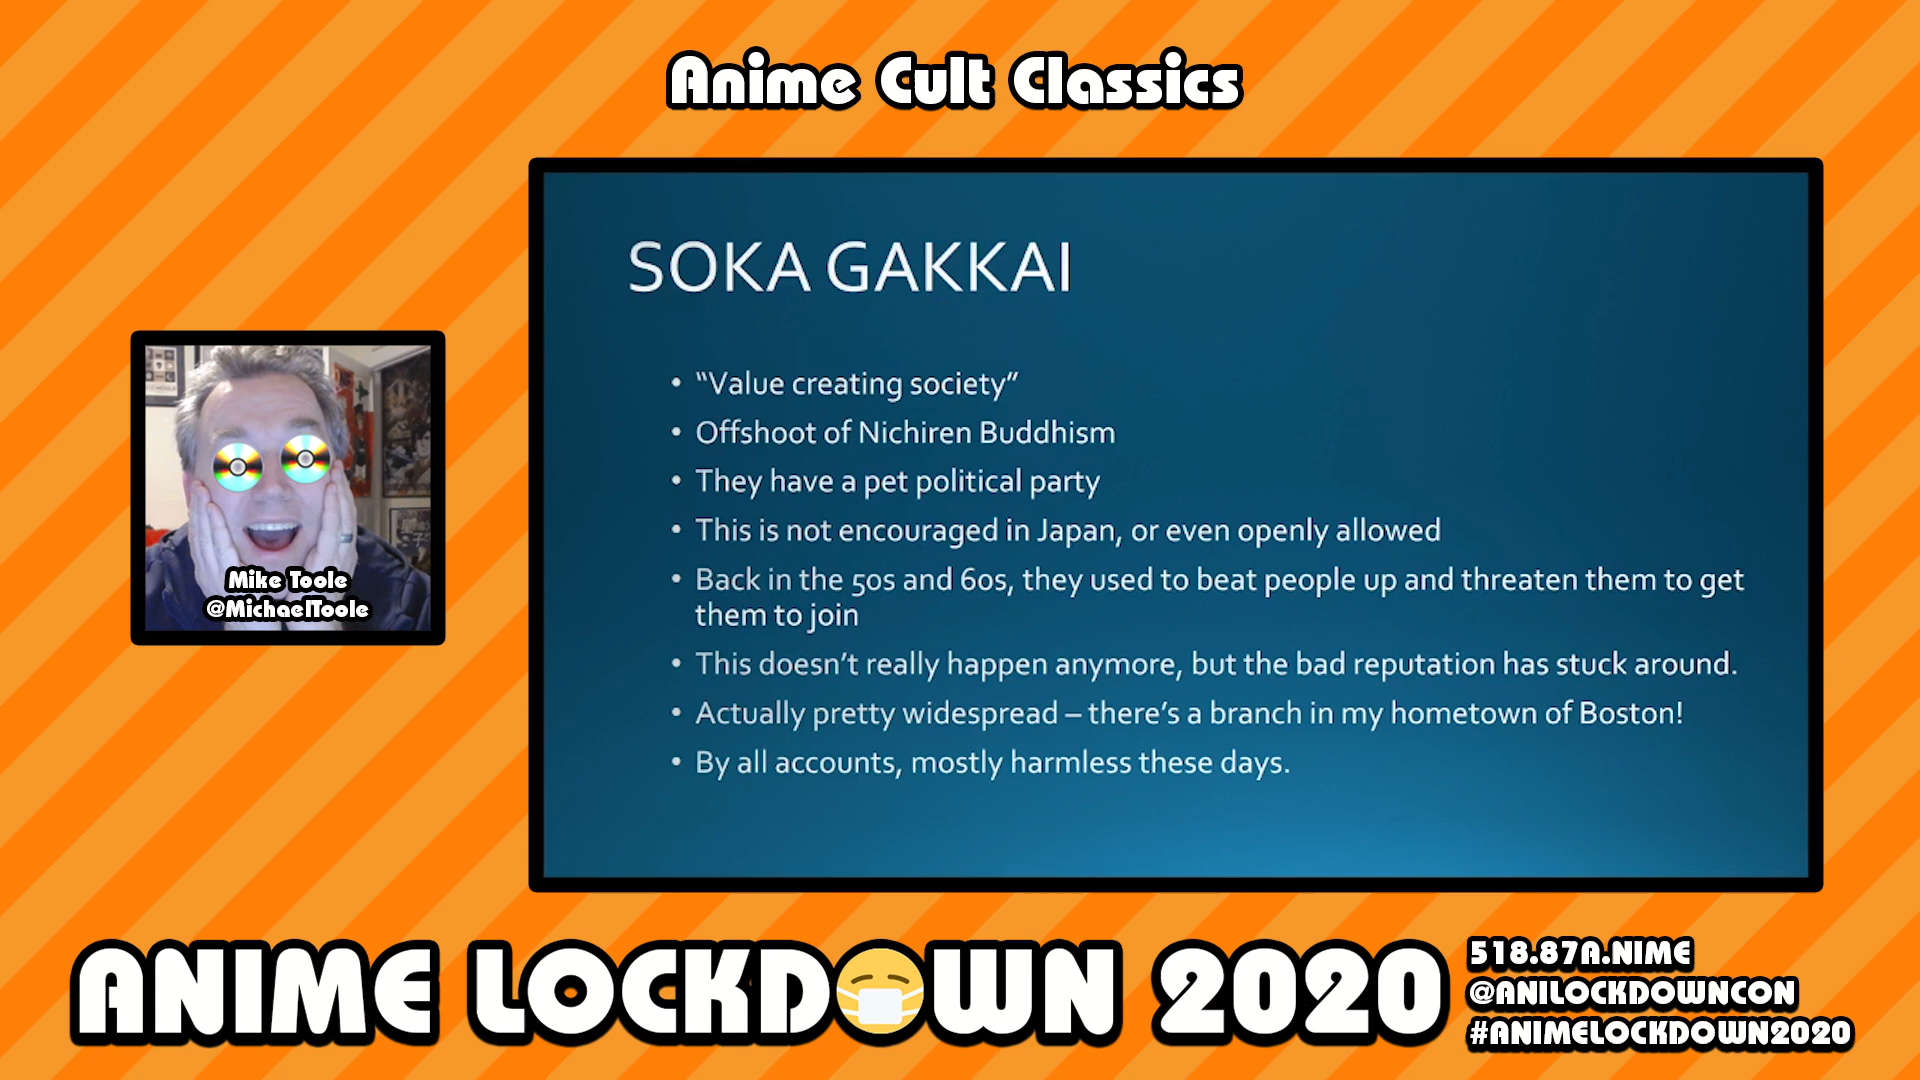 Anime Cult Classics
SOKA GAKKAI
• “Value creating society”
• Offshoot of Nichiren Buddhism
• They have a pet political party
• This is not encouraged in Japan, or even openly allowed
• Back in the 50s and 60s, they used to beat people up and threaten them to get
them to join
• This doesn’t really happen anymore, but the bad reputation has stuck around.
• Actually pretty widespread – there’s a branch in my hometown of Boston!
• By all accounts, mostly harmless these days.
Mike Toole
@MichaelToole
ANIME LOCKDOWN 2020
518.87A.NIME
@ANILOCKDOWNCON
#ANIMELOCKDOWN2020